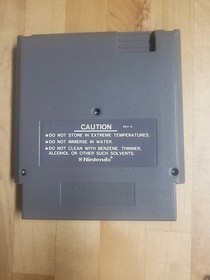 CAUTION
●DO NOT STORE IN EXTREME TEMPERATURES.
●DO NOT IMMERSE IN WATER.
●DO NOT CLEAN WITH BENZENE, THINNER,
ALCOHOL OR OTHER SUCH SOLVENTS.
Nintendo®